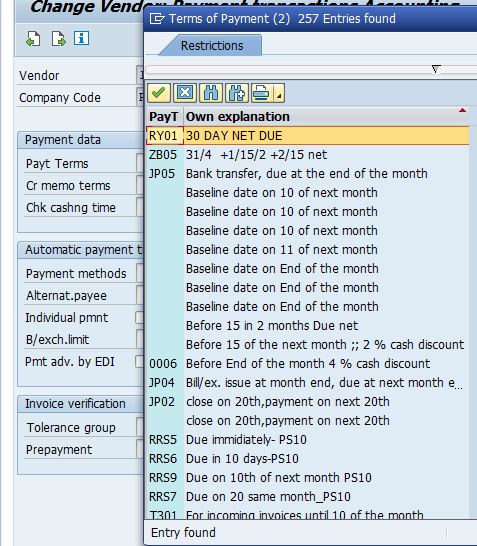 Change Vendor: Payment transactions Accounting
Vendor
Company Code
Payment data
Payt Terms
Cr memo terms
Chk cashng time
Automatic payment t
Payment methods
Alternat.payee
Individual pmnt
B/exch.limit
Pmt adv. by EDI
Invoice verification
Tolerance group
Prepayment
Terms of Payment (2) 257 Entries found
Restrictions
PayT Own explanation
RY01 30 DAY NET DUE
ZB05 31/4 +1/15/2 +2/15 net
JP05 Bank transfer, due at the end of the month
Baseline date on 10 of next month
Baseline date on 10 of next month
Baseline date on 10 of next month
Baseline date on 11 of next month
Baseline date on End of the month
Baseline date on End of the month
Baseline date on End of the month
Before 15 in 2 months Due net
Before 15 of the next month ;; 2 % cash discount
0006 Before End of the month 4 % cash discount
JP04 Bill/ex. issue at month end, due at next month e...
JP02 close on 20th,payment on next 20th
close on 20th,payment on next 20th
RRS5 Due immidiately- PS10
RRS6 Due in 10 days-PS10
RRS9 Due on 10th of next month PS10
RRS7 Due on 20 same month_PS10
T301 For incoming invoices until 10 of the month
Entry found